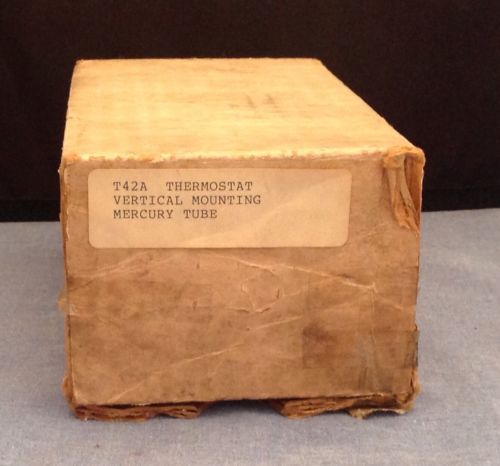 T42A THERMOSTAT
VERTICAL MOUNTING
MERCURY TUBE